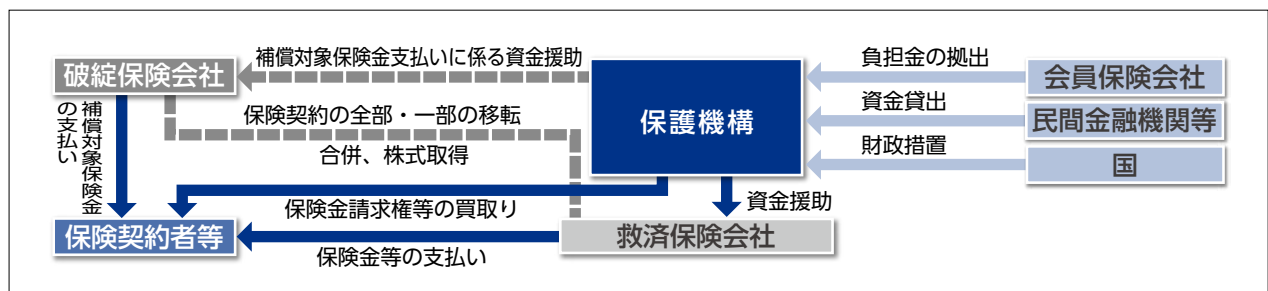 補償対象保険金支払いに係る資金援助
負担金の拠出
破綻保険会社
会員保険会社
保険契約の全部・一部の移転
保護機構
資金貸出
民間金融機関等
補償対象保険金
の支払い
合併、株式取得
財政措置
国
保険金請求権等の買取り
資金援助
保険契約者等
救済保険会社
保険金等の支払い